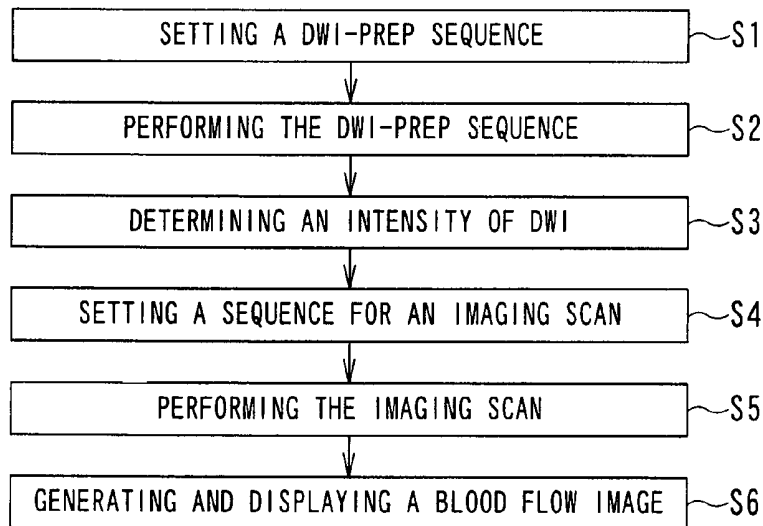 SETTING A DWI-PREP SEQUENCE S1
PERFORMING THE DWI-PREP SEQUENCE S2
DETERMINING AN INTENSITY OF DWI S3
SETTING A SEQUENCE FOR AN IMAGING SCAN S4
PERFORMING THE IMAGING SCAN S5
GENERATING AND DISPLAYING A BLOOD FLOW IMAGE S6